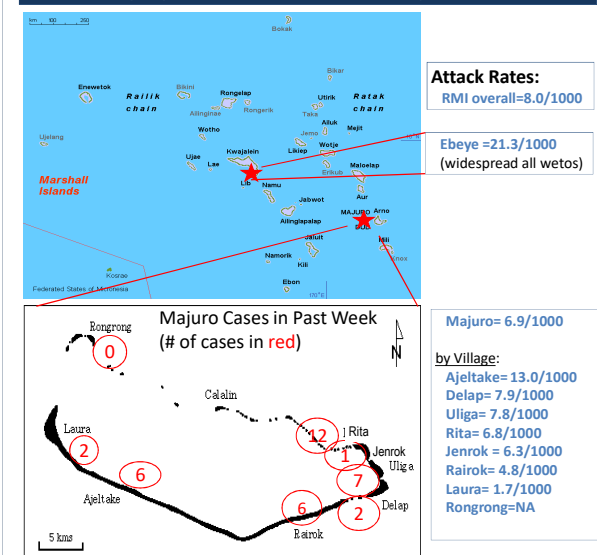 km 100 200
Bokak
Bikar
Enewetok
Railik
chain
Bikini
Rongelap
Utirik
Ratak
chain
Ailinginae
Rongerik
Taka
Ailuk
Mejit
Ujelang
Wotho
Jemo
Likiep
Wotje
Kwajalein
Ujae
Lae
Erikub
Maloelap
Marshall
Islands
Lib
Namu
Aur
Jabwot
MAJURO
Arno
Ailinglapalap
Jaluit
Mili
Knox
Namorik
Kili
Kosrae
Ebon
Federated States of Micronesia
170°E
Attack Rates:
RMI overall=8.0/1000
Ebeye =21.3/1000
(widespread all wetos)
Majuro Cases in Past Week
(# of cases in red)
N
Rongrong
0
Calalin
Laura
2
12
Rita
1
Jenrok
Uliga
7
6
Ajeltake
6
Rairok
2
Delap
5 kms
Majuro= 6.9/1000
by Village:
Ajeltake= 13.0/1000
Delap= 7.9/1000
Uliga= 7.8/1000
Rita= 6.8/1000
Jenrok = 6.3/1000
Rairok= 4.8/1000
Laura= 1.7/1000
Rongrong=NA